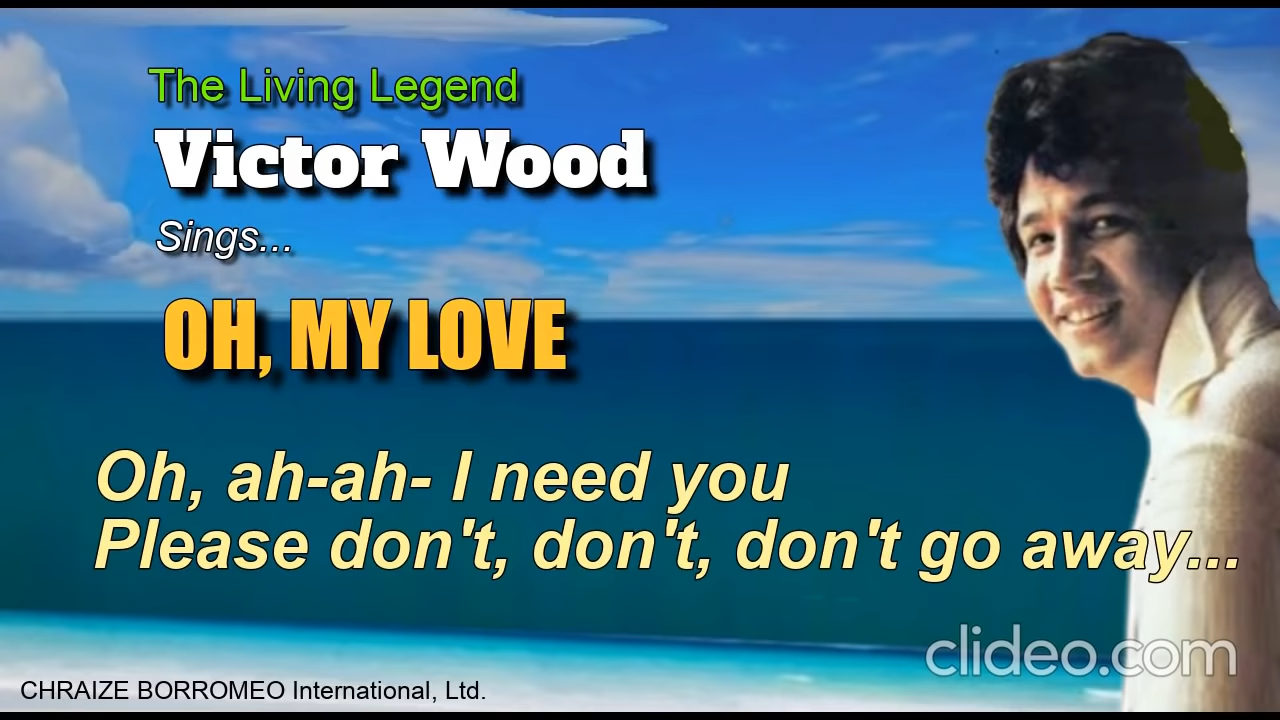 The Living Legend
Victor Wood
Sings...
OH, MY LOVE
Oh, ah-ah- I need you
Please don't, don't, don't go away...
clideo.com
CHRAIZE BORROMEO International, Ltd.